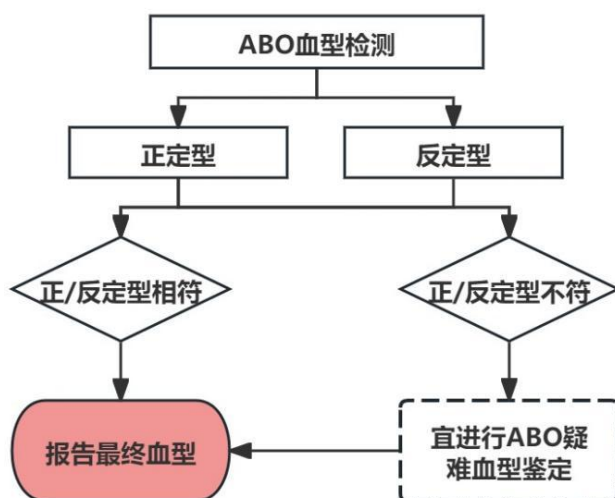 ABO血型检测
正定型
反定型
正/反定型相符
正/反定型不符
报告最终血型
宜进行ABO疑
难血型鉴定